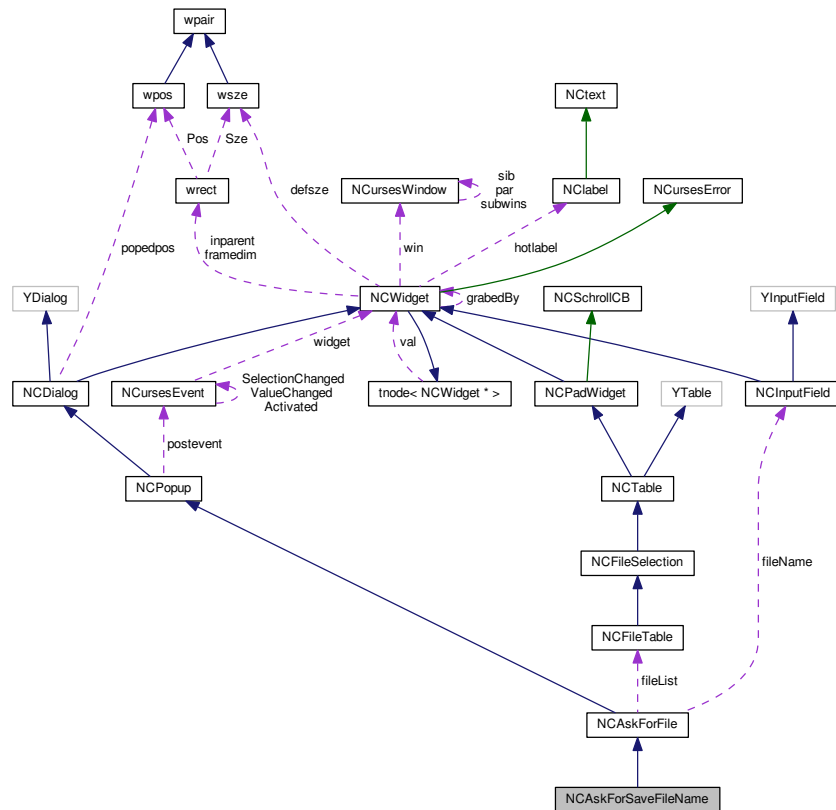 wpair
wpos
wsze
NCtext
Pos
Sze
wrect
NCursesWindow
sib
par
subwins
NClabel
NCursesError
defsze
popedpos
inparent
framedim
win
hotlabel
YDialog
NCWidget
grabedBy
NCSchrollCB
YInputField
widget
val
NCDialog
NCursesEvent
SelectionChanged
ValueChanged
Activated
tnode< NCWidget * >
NCPadWidget
YTable
NCInputField
postevent
NCPopup
NCTable
NCFileSelection
fileName
NCFileTable
fileList
NCAskForFile
NCAskForSaveFileName